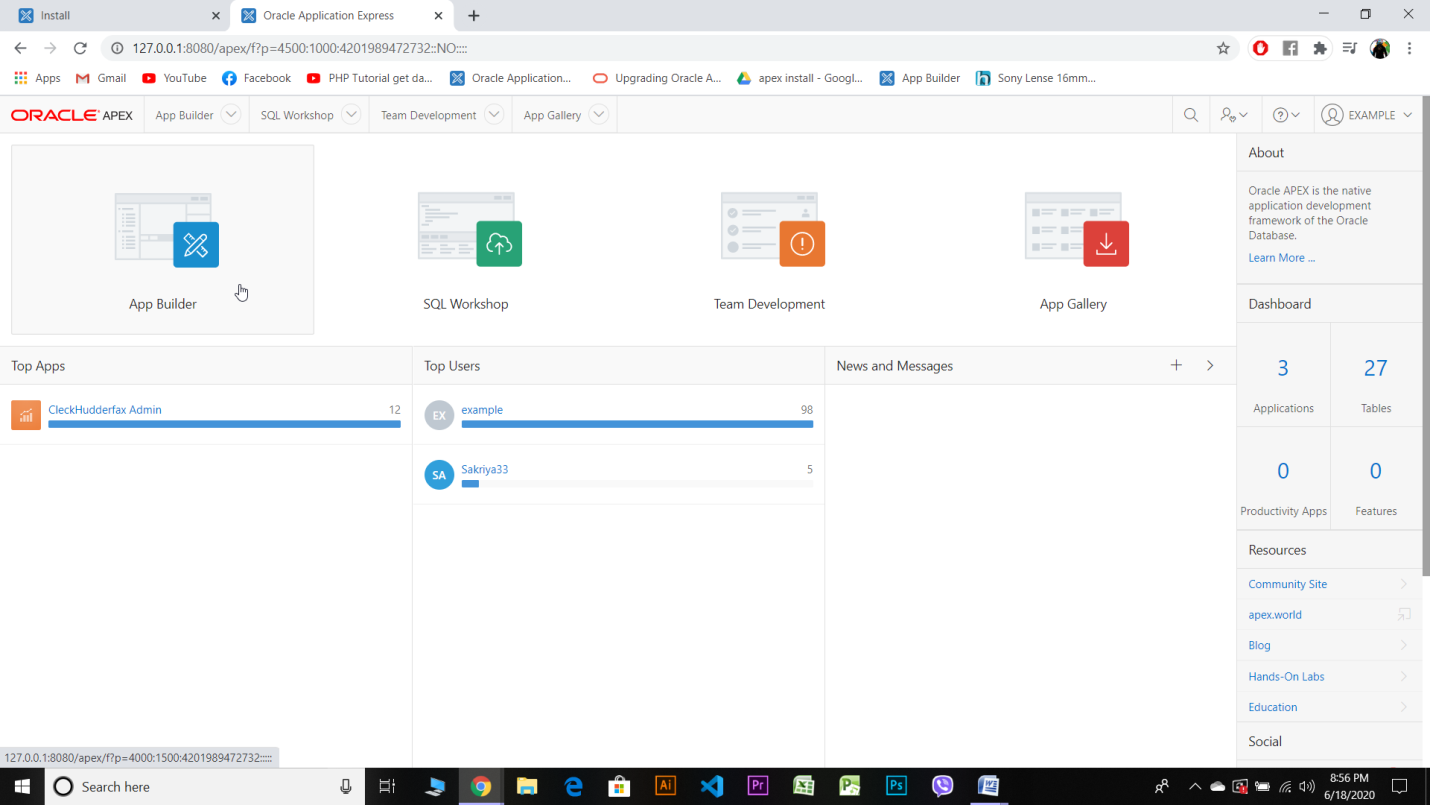 Install
Oracle Application Express
127.0.0.1:8080/apex/f?p=4500:1000:4201989472732::NO::::
Apps Gmail YouTube Facebook PHP Tutorial get da... Oracle Application... Upgrading Oracle A... apex install - Googl... App Builder Sony Lense 16mm...
ORACLE APEX App Builder SQL Workshop Team Development App Gallery EXAMPLE
App Builder
SQL Workshop
Team Development
App Gallery
About
Oracle APEX is the native
application development
framework of the Oracle
Database.
Learn More ...
Top Apps
CleckHudderfax Admin 12
Top Users
EX example 98
SA Sakriya33 5
News and Messages
Dashboard
3 27
Applications Tables
0 0
Productivity Apps Features
Resources
Community Site
apex.world
Blog
Hands-On Labs
Education
Social
127.0.0.1:8080/apex/f?p=4000:1500:4201989472732:::::
Search here
Ai
Pr
Ps
8:56 PM
6/18/2020